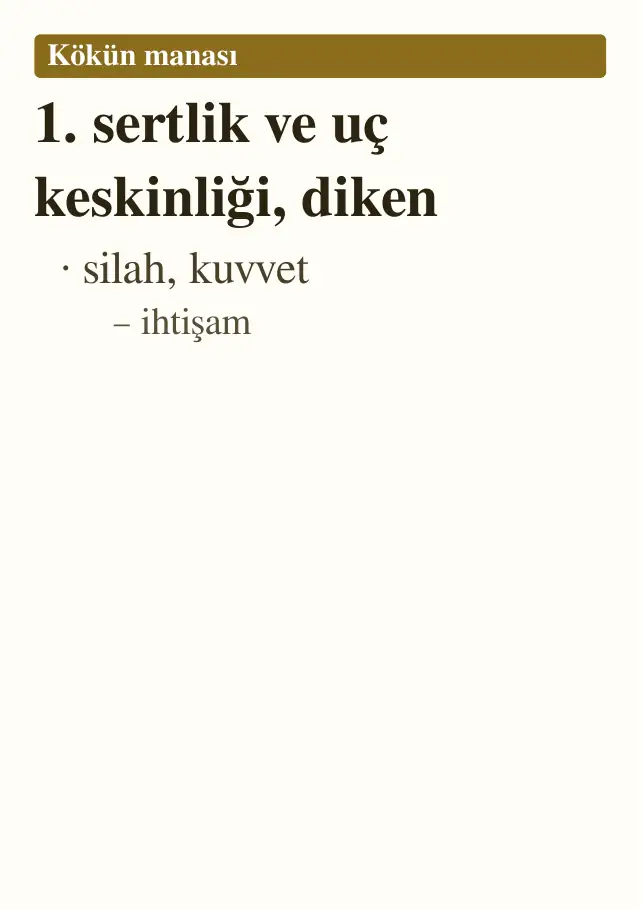 Kökün manası
1. sertlik ve uç
keskinliği, diken
· silah, kuvvet
– ihtişam